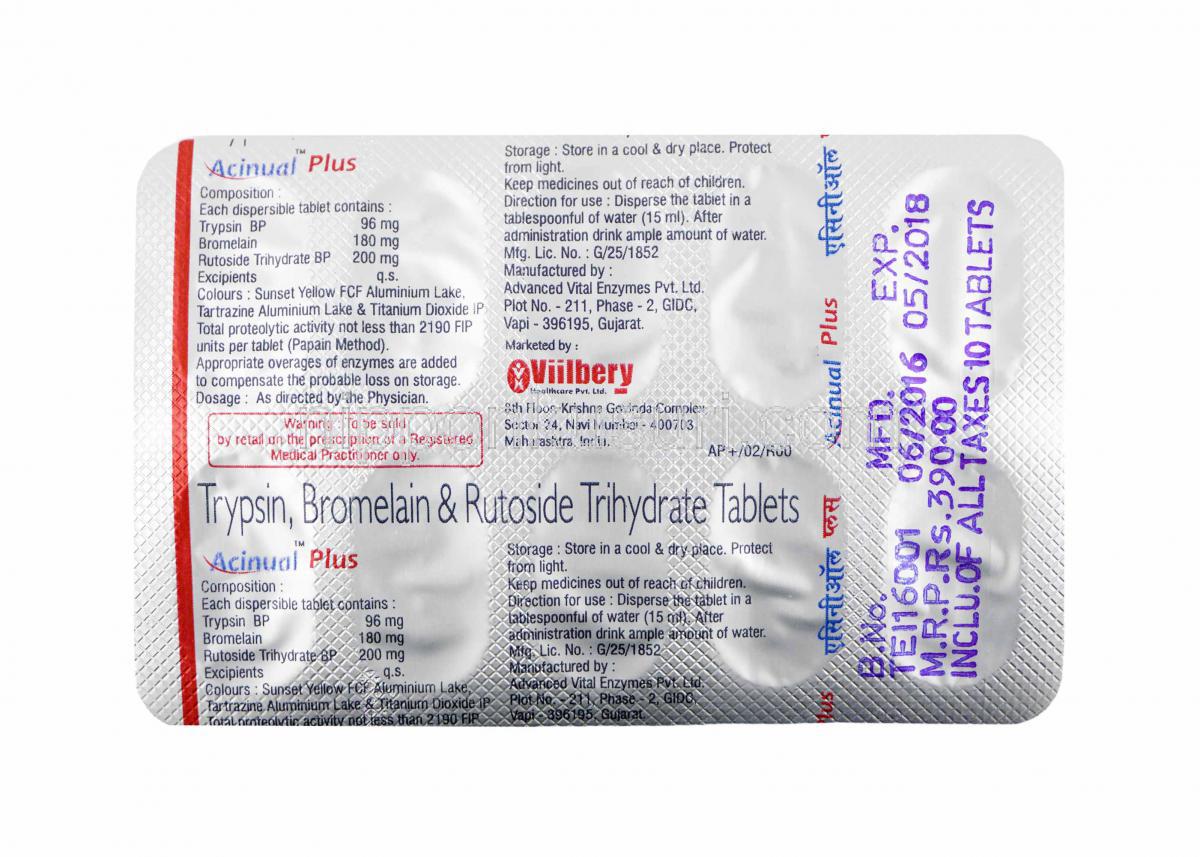 Acinual™ Plus
Composition :
Each dispersible tablet contains :
Trypsin BP 96 mg
Bromelain 180 mg
Rutoside Trihydrate BP 200 mg
Excipients q.s.
Colours : Sunset Yellow FCF Aluminium Lake,
Tartrazine Aluminium Lake & Titanium Dioxide IP
Total proteolytic activity not less than 2190 FIP
units per tablet (Papain Method).
Appropriate overages of enzymes are added
to compensate the probable loss on storage.
Dosage : As directed by the Physician.
Warning : To be sold
by retail on the prescription of a Registered
Medical Practitioner only.
Storage : Store in a cool & dry place. Protect
from light.
Keep medicines out of reach of children.
Direction for use : Disperse the tablet in a
tablespoonful of water (15 ml). After
administration drink ample amount of water.
Mfg. Lic. No. : G/25/1852
Manufactured by :
Advanced Vital Enzymes Pvt. Ltd.
Plot No. - 211, Phase - 2, GIDC,
Vapi - 396195, Gujarat.
Marketed by :
Viilbery
Healthcare Pvt. Ltd.
8th Floor, Krishna Govinda Complex
Sector 24, Navi Mumbai - 400703
Maharashtra, India.
AP+/02/R00
Trypsin, Bromelain & Rutoside Trihydrate Tablets
Acinual™ Plus
Composition :
Each dispersible tablet contains :
Trypsin BP 96 mg
Bromelain 180 mg
Rutoside Trihydrate BP 200 mg
Excipients q.s.
Colours : Sunset Yellow FCF Aluminium Lake,
Tartrazine Aluminium Lake & Titanium Dioxide IP
Total proteolytic activity not less than 2190 FIP
Storage : Store in a cool & dry place. Protect
from light.
Keep medicines out of reach of children.
Direction for use : Disperse the tablet in a
tablespoonful of water (15 ml). After
administration drink ample amount of water.
Mfg. Lic. No. : G/25/1852
Manufactured by :
Advanced Vital Enzymes Pvt. Ltd.
Plot No. - 211, Phase - 2, GIDC,
Vapi - 396195, Gujarat.
Plus एसिनीऑल प्लस Acinual Plus एसिनीऑल
B.No. MFD. EXP.
TE116001 06/2016 05/2018
M.R.P.RS.390-00
INCLU.OF ALL TAXES 10 TABLETS